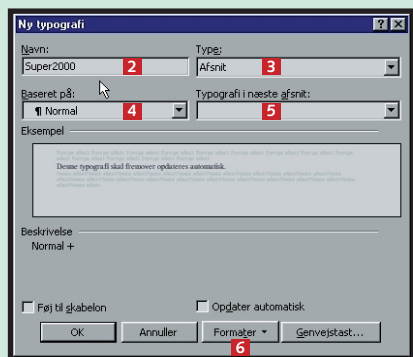 Ny typografi
Navn: Type:
Super2000 2 Afsnit 3
Baseret på: Typografi i næste afsnit:
¶ Normal 4 5
Eksempel
Denne typografi skal fremover opdateres automatisk.
Beskrivelse
Normal +
Føj til skabelon Opdater automatisk
OK Annuller Formater Genvejstast...
6